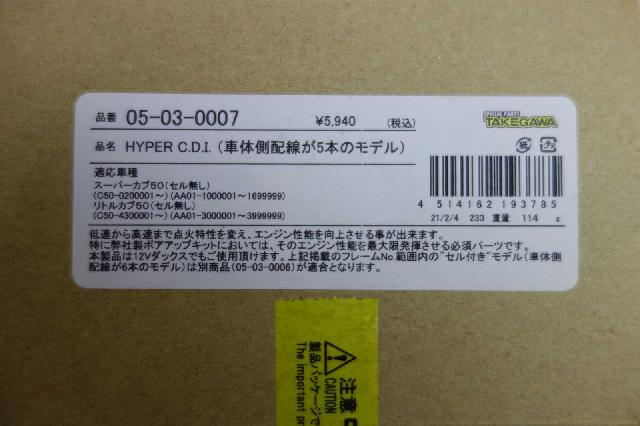 品番 05-03-0007 ¥5,940 (税込)
SPECIAL PARTS
TAKEGAWA
品名 HYPER C.D.I. (車体側配線が5本のモデル)
紙 プラ
適応車種
スーパーカブ50(セル無し)
(C50-0200001~) (AA01-1000001~1699999)
リトルカブ50(セル無し)
(C50-4300001~) (AA01-3000001~3999999)
4 514162 193785
21/2/4 233 重量 114 g
低速から高速まで点火特性を変え、エンジン性能を向上させる事が出来ます。
特に弊社製ボアアップキットにおいては、そのエンジン性能を最大限発揮させる必須パーツです。
本製品は12Vダックスでもご使用頂けます。上記掲載のフレームNo.範囲内の"セル付き"モデル(車体側
配線が6本のモデル)は別商品(05-03-0006)が適合となります。
注意
CAUTION
製品パッケージで
The important pr